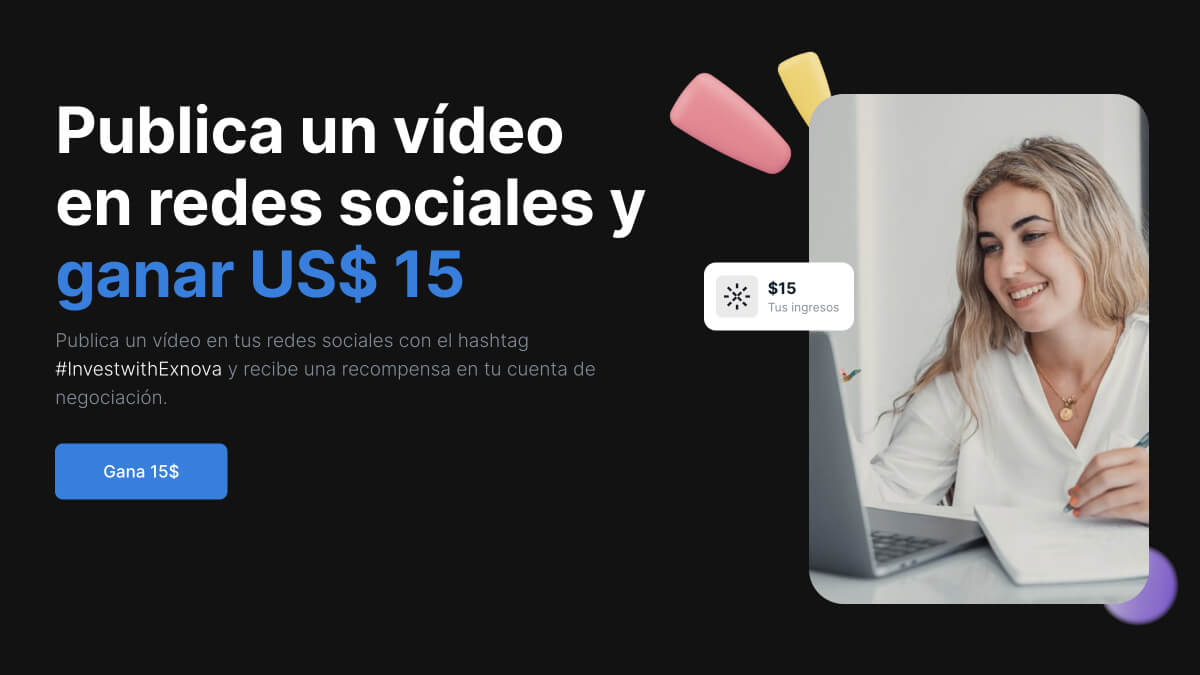 Publica un vídeo
en redes sociales y
ganar US$ 15
Publica un vídeo en tus redes sociales con el hashtag
#InvestwithExnova y recibe una recompensa en tu cuenta de
negociación.
Gana 15$
$15
Tus ingresos